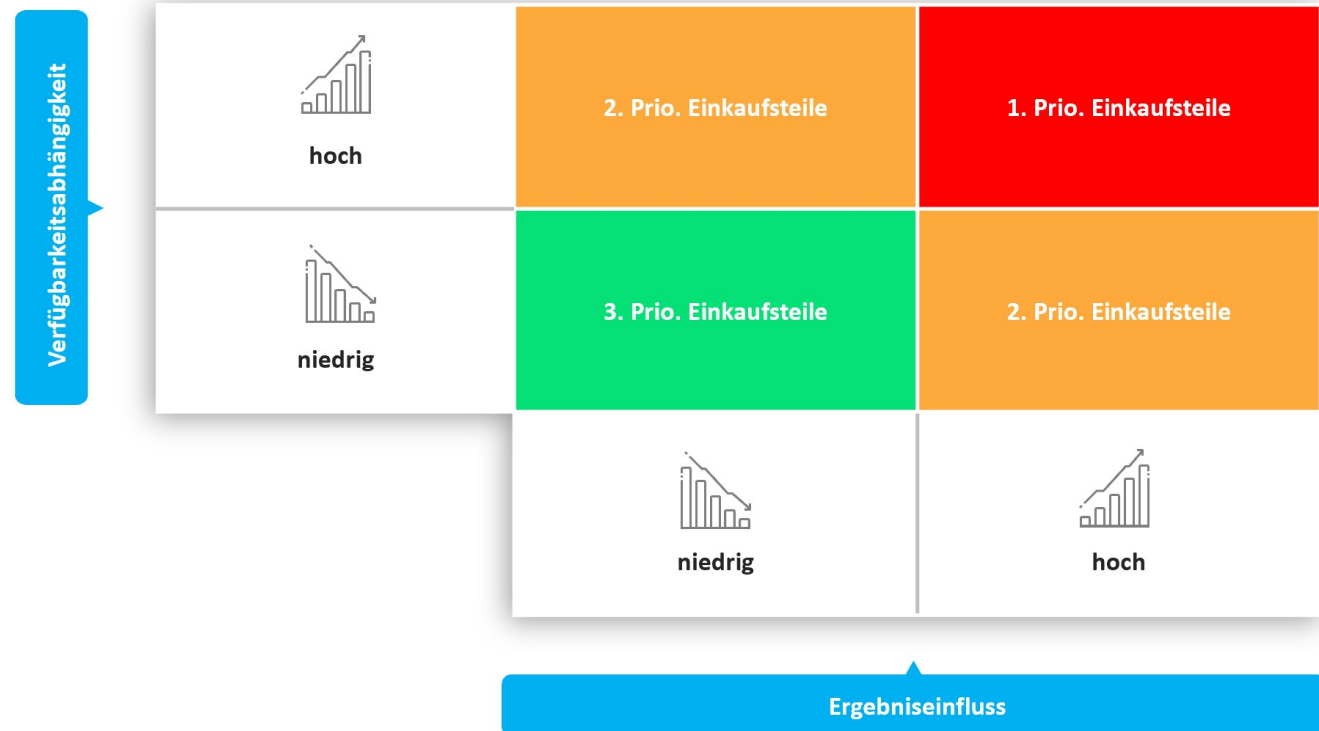 Verfügbarkeitsabhängigkeit
hoch
2. Prio. Einkaufsteile
1. Prio. Einkaufsteile
niedrig
3. Prio. Einkaufsteile
2. Prio. Einkaufsteile
niedrig
hoch
Ergebniseinfluss